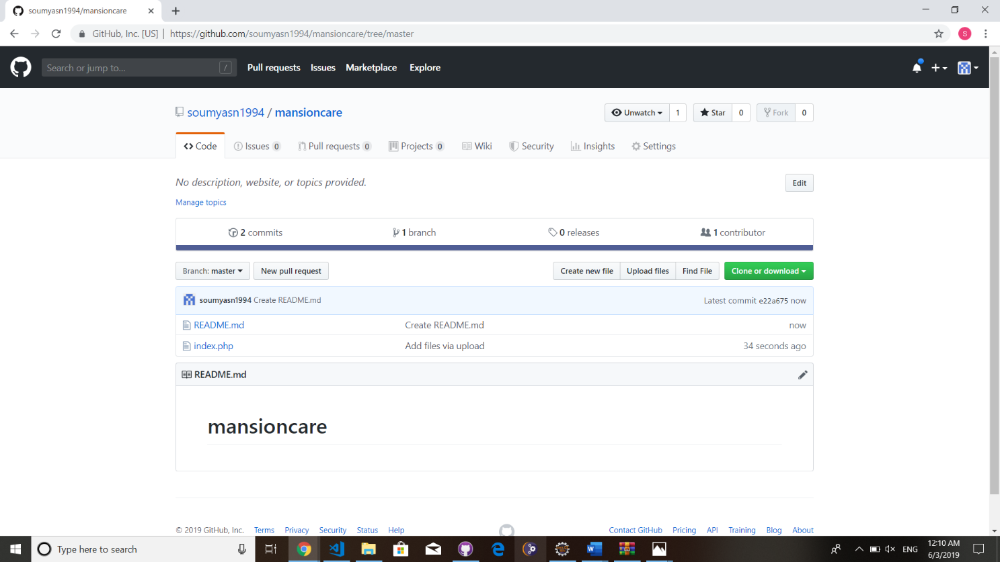 soumyasn1994/mansioncare
GitHub, Inc. [US] | https://github.com/soumyasn1994/mansioncare/tree/master
S
Search or jump to... /
Pull requests Issues Marketplace Explore
soumyasn1994 / mansioncare
Unwatch 1 Star 0 Fork 0
Code Issues 0 Pull requests 0 Projects 0 Wiki Security Insights Settings
No description, website, or topics provided.
Edit
Manage topics
2 commits 1 branch 0 releases 1 contributor
Branch: master New pull request Create new file Upload files Find File Clone or download
soumyasn1994 Create README.md Latest commit e22a675 now
README.md Create README.md now
index.php Add files via upload 34 seconds ago
README.md
mansioncare
© 2019 GitHub, Inc. Terms Privacy Security Status Help Contact GitHub Pricing API Training Blog About
Type here to search
ENG
12:10 AM
6/3/2019